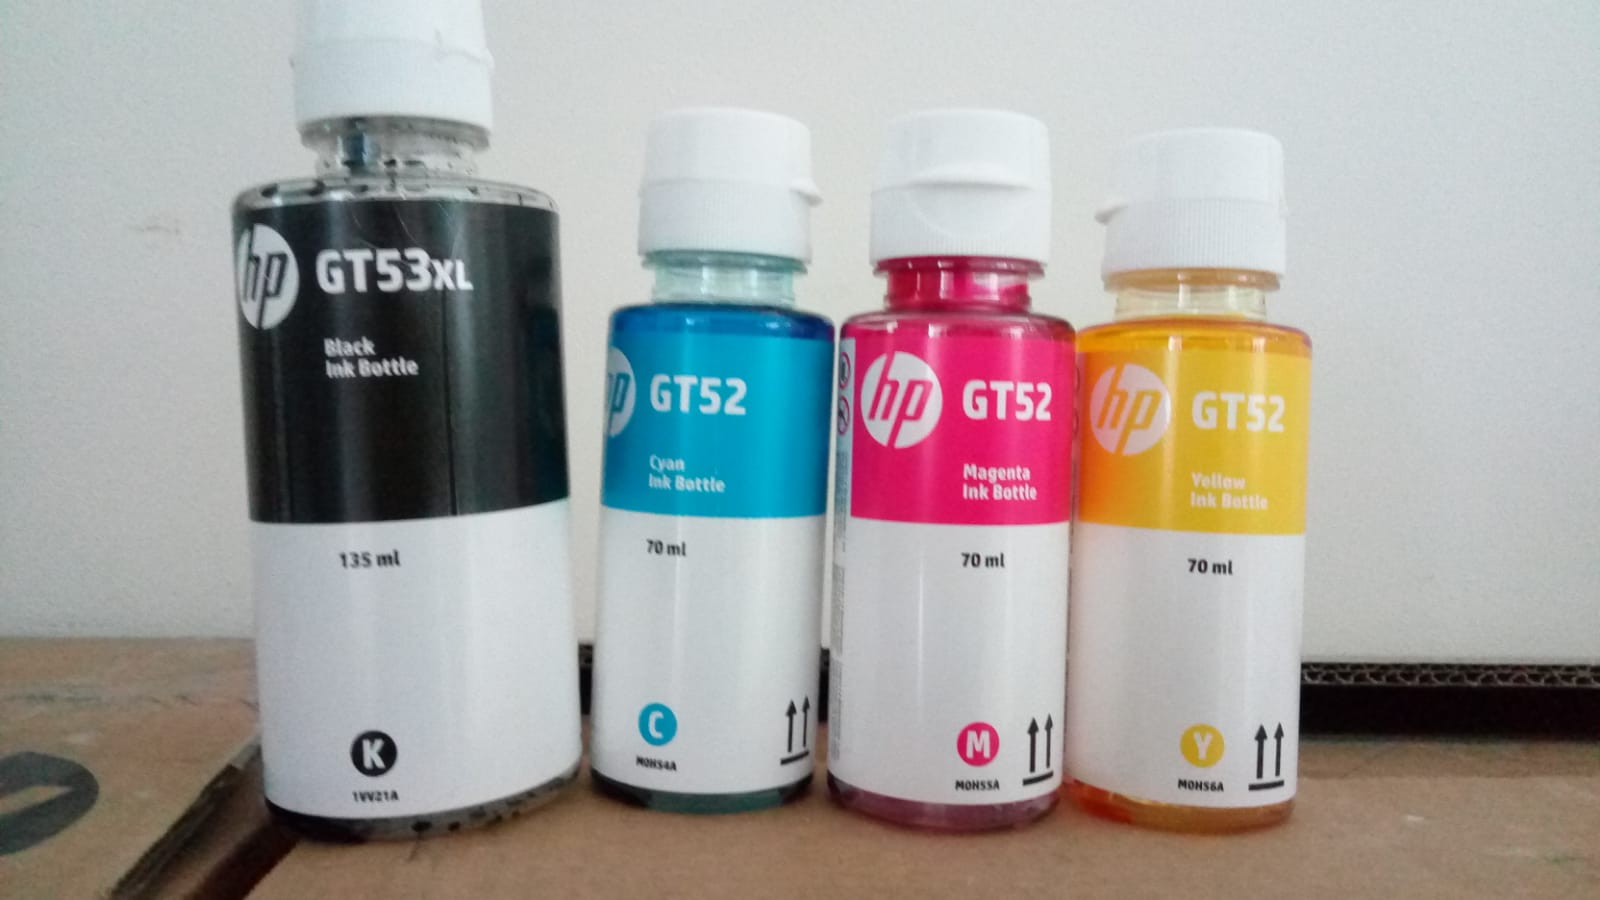 hp
GT53XL
Black
Ink Bottle
135 ml
K
1VV21A
hp
GT52
Cyan
Ink Bottle
70 ml
C
M0H54A
hp
GT52
Magenta
Ink Bottle
70 ml
M
M0H55A
hp
GT52
Yellow
Ink Bottle
70 ml
Y
M0H56A